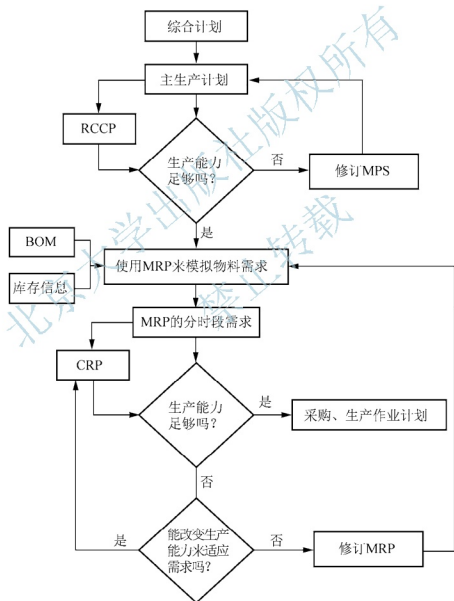 综合计划
主生产计划
RCCP
生产能力
足够吗？
否
修订MPS
是
BOM
库存信息
使用MRP来模拟物料需求
MRP的分时段需求
CRP
生产能力
足够吗？
是
采购、生产作业计划
否
能改变生产
能力来适应
需求吗？
是
否
修订MRP
北京大学出版社版权所有
禁止转载